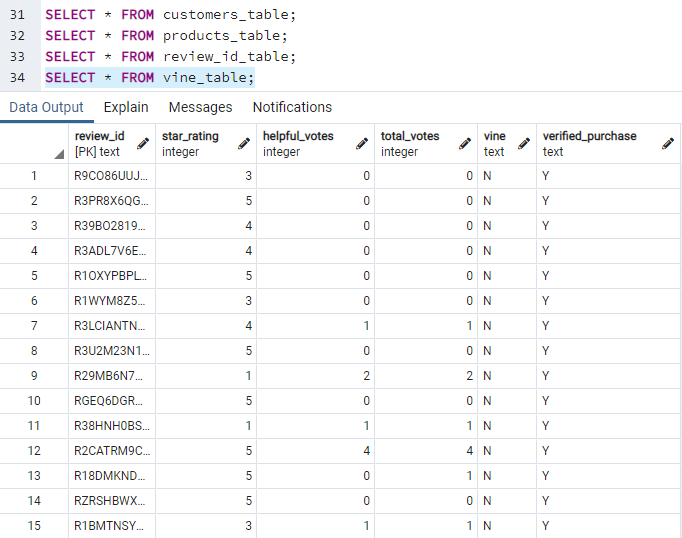 31 SELECT * FROM customers_table;
32 SELECT * FROM products_table;
33 SELECT * FROM review_id_table;
34 SELECT * FROM vine_table;
Data Output Explain Messages Notifications
review_id star_rating helpful_votes total_votes vine verified_purchase
[PK] text integer integer integer text text
1 R9CO86UUJ... 3 0 0 N Y
2 R3PR8X6QG... 5 0 0 N Y
3 R39BO2819... 4 0 0 N Y
4 R3ADL7V6E... 4 0 0 N Y
5 R1OXYPBPL... 5 0 0 N Y
6 R1WYM8Z5... 3 0 0 N Y
7 R3LCIANTN... 4 1 1 N Y
8 R3U2M23N1... 5 0 0 N Y
9 R29MB6N7... 1 2 2 N Y
10 RGEQ6DGR... 5 0 0 N Y
11 R38HNH0BS... 1 1 1 N Y
12 R2CATRM9C... 5 4 4 N Y
13 R18DMKND... 5 0 1 N Y
14 RZRSHBWX... 5 0 0 N Y
15 R1BMTNSY... 3 1 1 N Y